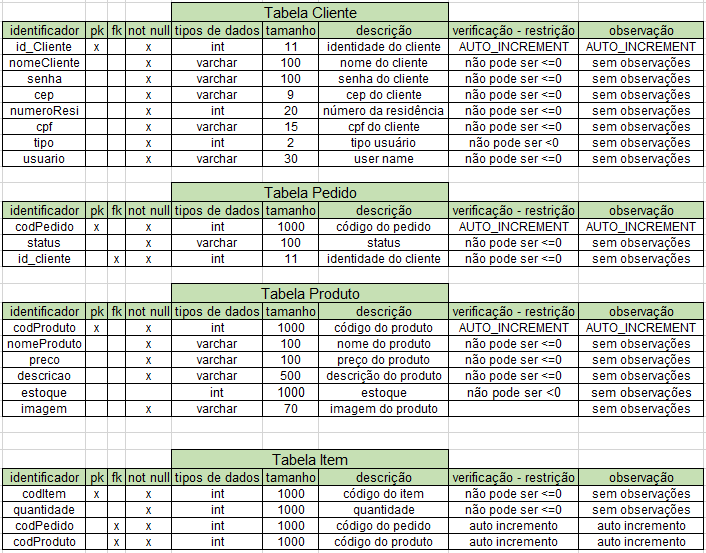 Tabela Cliente
identificador pk fk not null tipos de dados tamanho descrição verificação - restrição observação
id_Cliente x x int 11 identidade do cliente AUTO_INCREMENT AUTO_INCREMENT
nomeCliente x varchar 100 nome do cliente não pode ser <=0 sem observações
senha x varchar 100 senha do cliente não pode ser <=0 sem observações
cep x varchar 9 cep do cliente não pode ser <=0 sem observações
numeroResi x int 20 número da residência não pode ser <=0 sem observações
cpf x varchar 15 cpf do cliente não pode ser <=0 sem observações
tipo x int 2 tipo usuário não pode ser <0 sem observações
usuario x varchar 30 user name não pode ser <=0 sem observações
Tabela Pedido
identificador pk fk not null tipos de dados tamanho descrição verificação - restrição observação
codPedido x x int 1000 código do pedido AUTO_INCREMENT AUTO_INCREMENT
status x varchar 100 status não pode ser <=0 sem observações
id_cliente x x int 11 identidade do cliente não pode ser <=0 sem observações
Tabela Produto
identificador pk fk not null tipos de dados tamanho descrição verificação - restrição observação
codProduto x x int 1000 código do produto AUTO_INCREMENT AUTO_INCREMENT
nomeProduto x varchar 100 nome do produto não pode ser <=0 sem observações
preco x varchar 100 preço do produto não pode ser <=0 sem observações
descricao x varchar 500 descrição do produto não pode ser <=0 sem observações
estoque int 1000 estoque não pode ser <0 sem observações
imagem x varchar 70 imagem do produto sem observações
Tabela Item
identificador pk fk not null tipos de dados tamanho descrição verificação - restrição observação
codItem x x int 1000 código do item não pode ser <=0 sem observações
quantidade x int 1000 quantidade não pode ser <=0 sem observações
codPedido x x int 1000 código do pedido auto incremento auto incremento
codProduto x x int 1000 código do produto auto incremento auto incremento